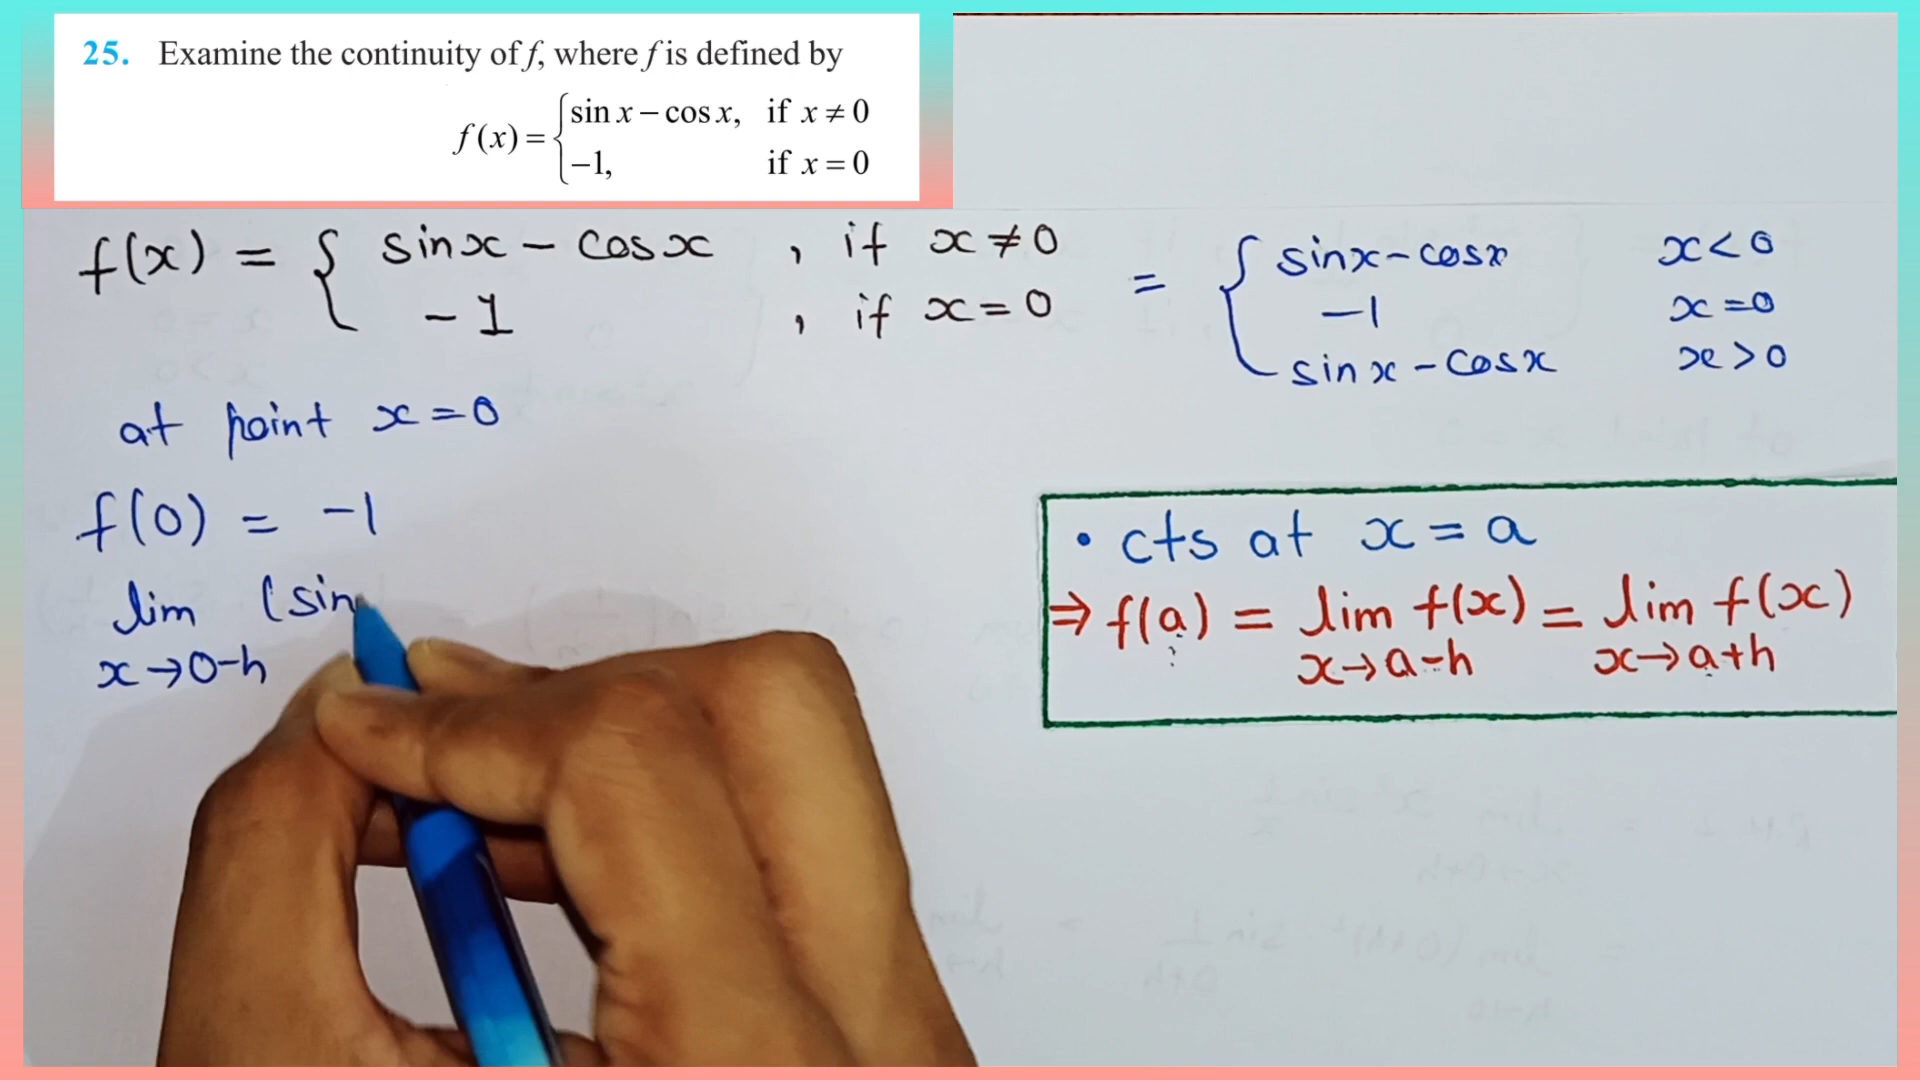 25. Examine the continuity of f, where f is defined by
f(x) = { sin x – cos x, if x ≠ 0
–1, if x = 0
f(x) = { sinx - cosx , if x ≠ 0
-1 , if x = 0
= { sinx-cosx x<0
-1 x=0
sinx-cosx x>0
at point x=0
f(0) = -1
lim (sin
x→0-h
• cts at x = a
⇒ f(a) = lim f(x) = lim f(x)
x→a-h x→a+h